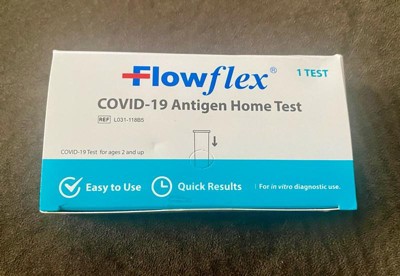 Flowflex®
1 TEST
COVID-19 Antigen Home Test
REF L031-118B5
COVID-19 Test for ages 2 and up
Easy to Use
Quick Results
For in vitro diagnostic use.